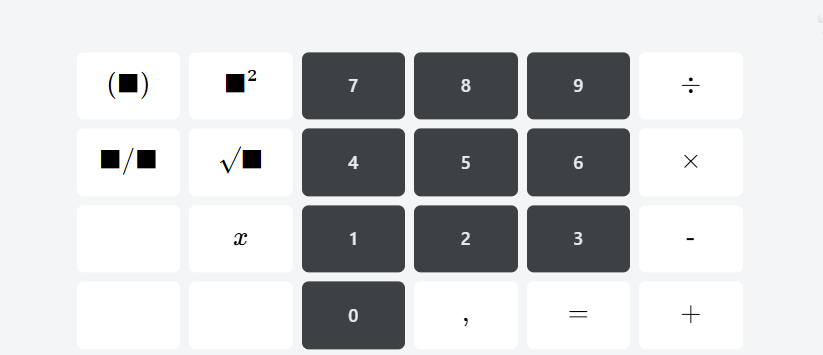 (■) ■² 7 8 9 ÷
■/■ √■ 4 5 6 ×
x 1 2 3 -
0 , = +